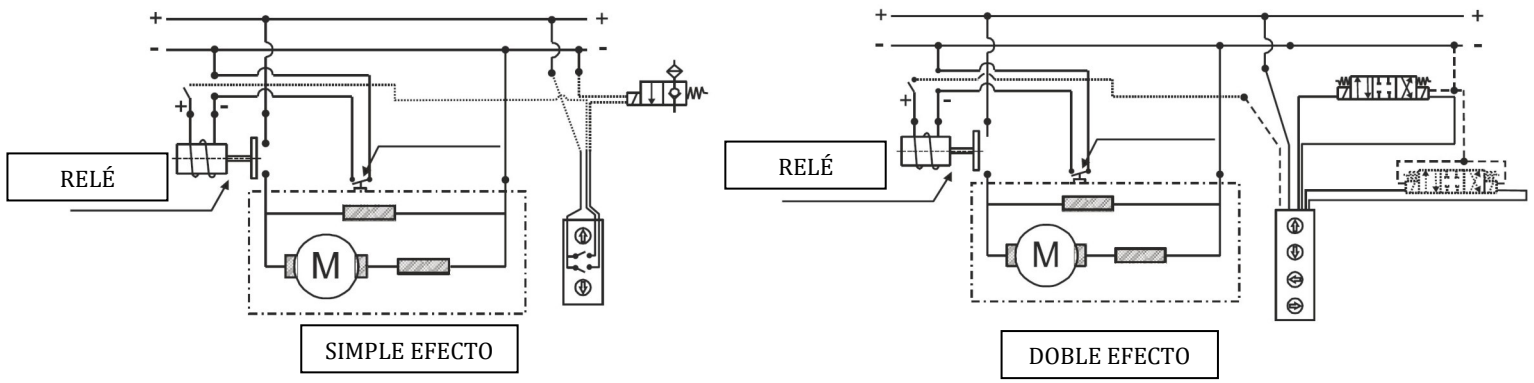 + +
- -
+ -
RELÉ
M
SIMPLE EFECTO
+ +
- -
+ -
RELÉ
M
DOBLE EFECTO